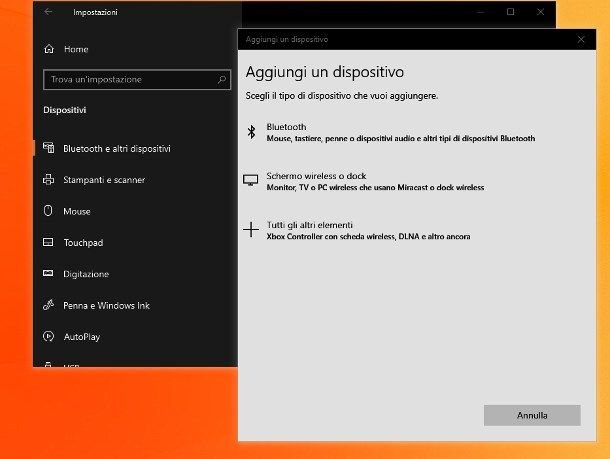 Impostazioni
Home
Trova un'impostazione
Dispositivi
Bluetooth e altri dispositivi
Stampanti e scanner
Mouse
Touchpad
Digitazione
Penna e Windows Ink
AutoPlay
USB
Aggiungi un dispositivo
Aggiungi un dispositivo
Scegli il tipo di dispositivo che vuoi aggiungere.
Bluetooth
Mouse, tastiere, penne o dispositivi audio e altri tipi di dispositivi Bluetooth
Schermo wireless o dock
Monitor, TV o PC wireless che usano Miracast o dock wireless
Tutti gli altri elementi
Xbox Controller con scheda wireless, DLNA e altro ancora
Annulla